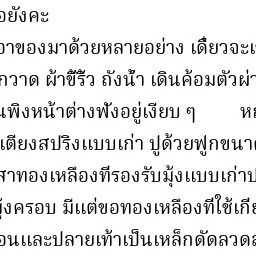 อยังคะ
อาของมาด้วยหลายอย่าง เดี๋ยวจะเ
กวาด ผ้าขี้ริ้ว ถังน้ำ เดินค้อมตัวผ่า
นพิงหน้าต่างฟังอยู่เงียบ ๆ
เตียงสปริงแบบเก่า ปูด้วยฟูกขนา
สาทองเหลืองที่รองรับมุ้งแบบเก่าป
มุ้งครอบ มีแต่ขอทองเหลืองที่ใช้เกี่
อนและปลายเท้าเป็นเหล็กดัดลวดล